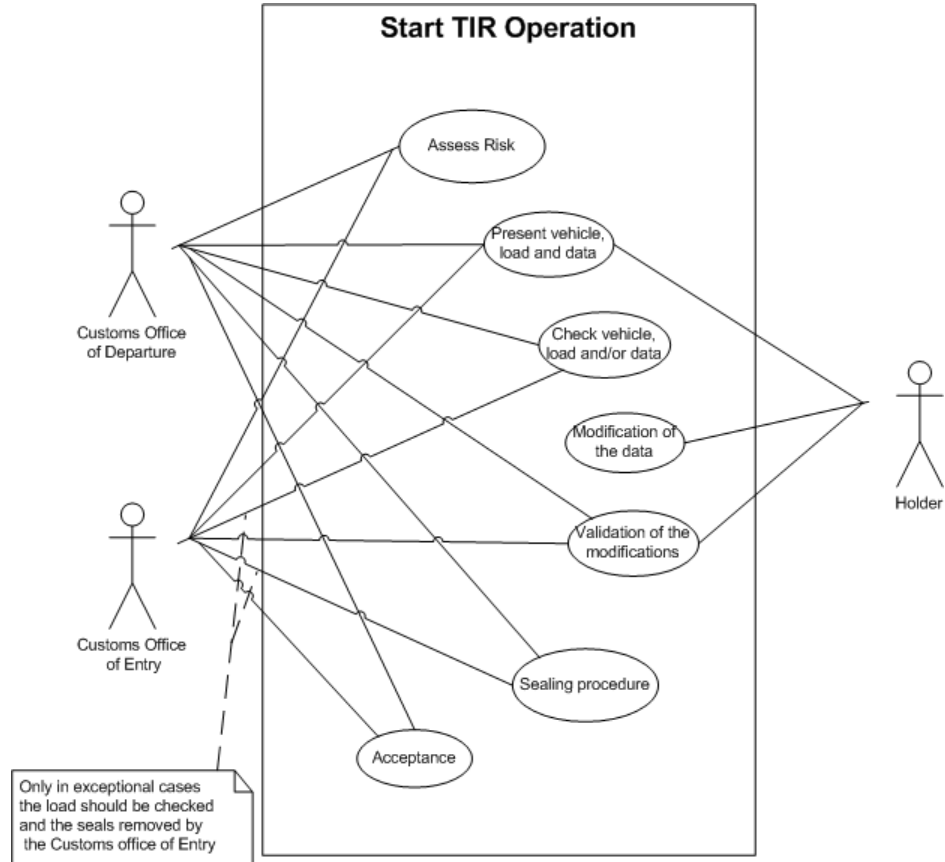 Start TIR Operation
Assess Risk
Present vehicle,
load and data
Customs Office
of Departure
Check vehicle,
load and/or data
Modification of
the data
Holder
Validation of the
modifications
Customs Office
of Entry
Sealing procedure
Acceptance
Only in exceptional cases
the load should be checked
and the seals removed by
the Customs office of Entry